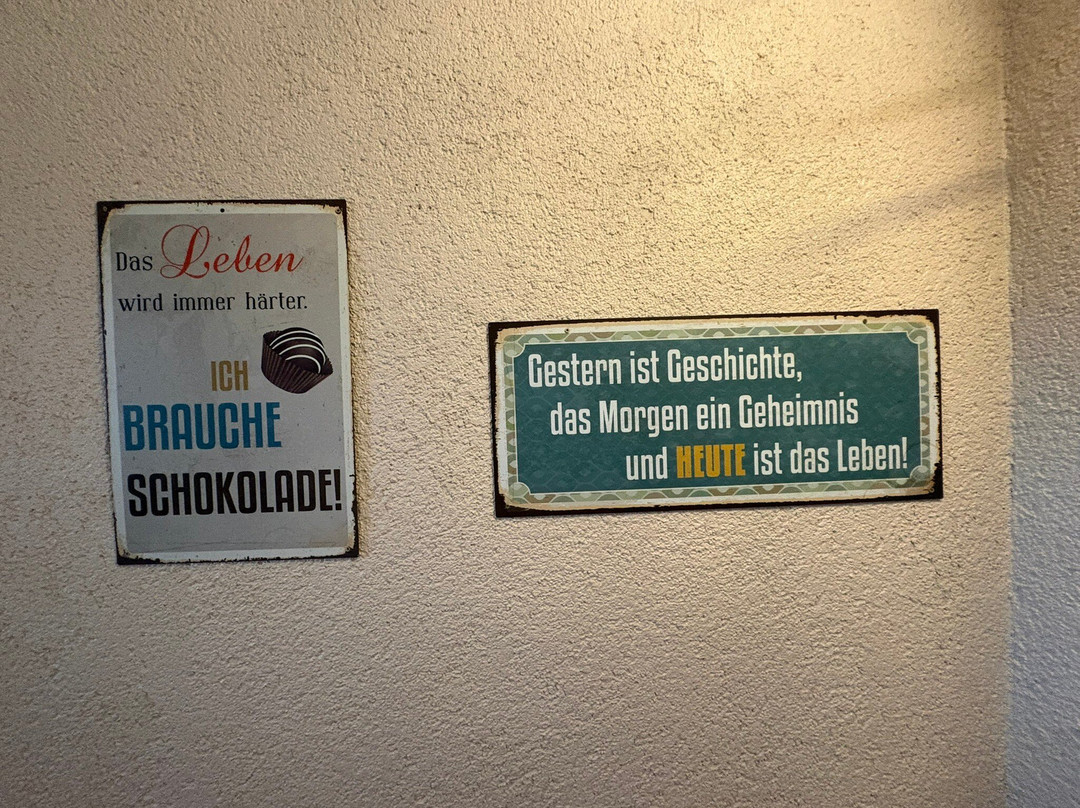 Das Leben
wird immer härter.
ICH
BRAUCHE
SCHOKOLADE!
Gestern ist Geschichte,
das Morgen ein Geheimnis
und HEUTE ist das Leben!